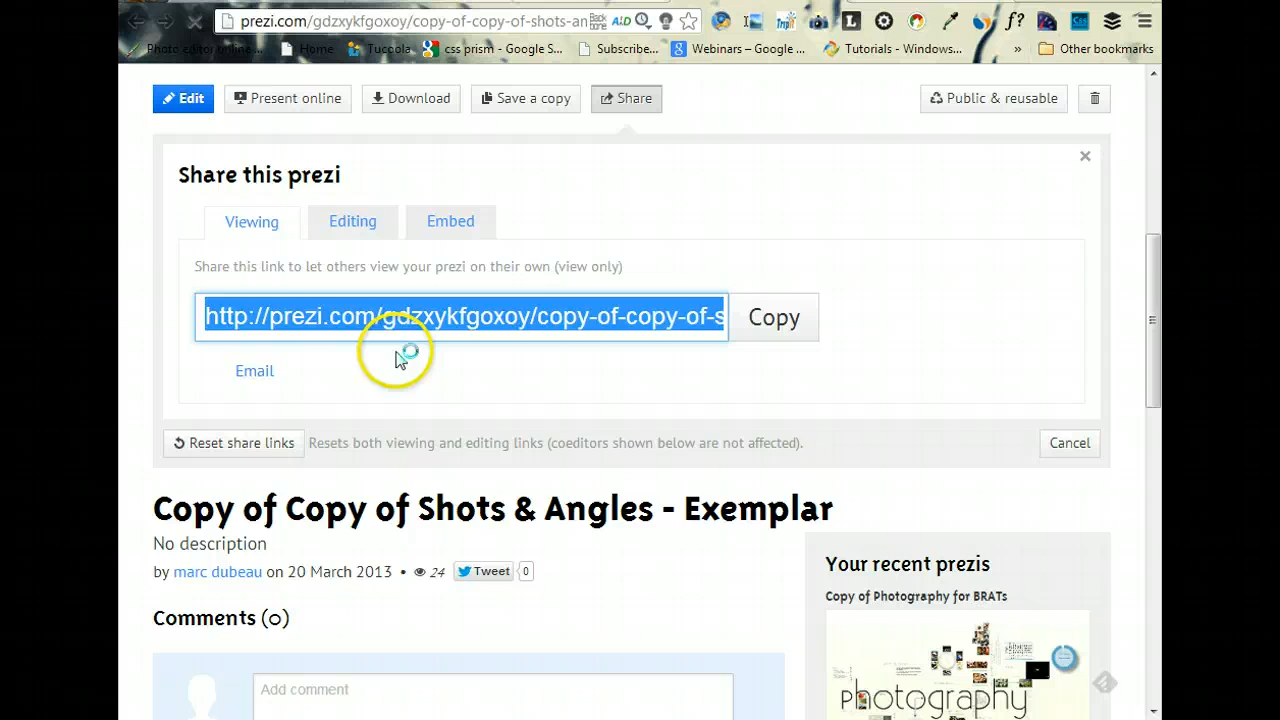 prezi.com/gdzxykfgoxoy/copy-of-copy-of-shots-an
Photo editor online ... Home Tuccola css prism - Google S... Subscribe... Webinars – Google ... Tutorials - Windows... » Other bookmarks
Edit Present online Download Save a copy Share Public & reusable
Share this prezi
Viewing Editing Embed
Share this link to let others view your prezi on their own (view only)
http://prezi.com/gdzxykfgoxoy/copy-of-copy-of-s Copy
Email
Reset share links Resets both viewing and editing links (coeditors shown below are not affected). Cancel
Copy of Copy of Shots & Angles - Exemplar
No description
by marc dubeau on 20 March 2013 • 24 Tweet 0
Comments (0)
Add comment
Your recent prezis
Copy of Photography for BRATs
photography